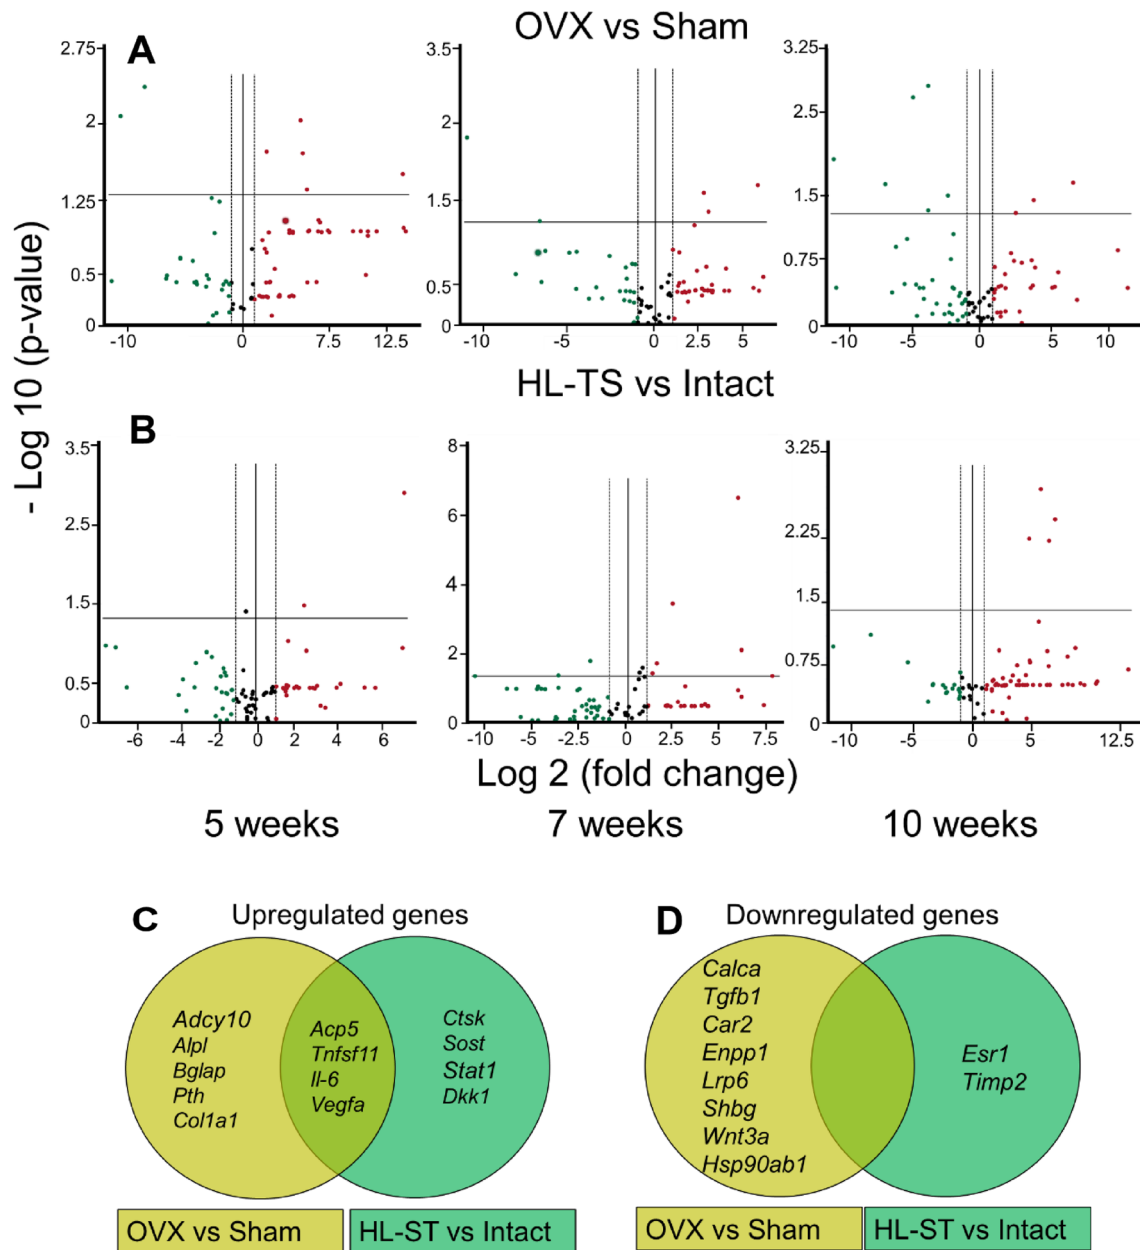 A
OVX vs Sham
- Log 10 (p-value)
2.75
2
1.25
0.5
0
-10
0
7.5
12.5
3.5
2.5
1.5
0.5
0
-10
-5
0
2.5
5
3.25
2.5
1.5
0.75
0
-10
-5
0
5
10
HL-TS vs Intact
B
3.5
2.5
1.5
0.5
0
-6
-4
-2
0
2
4
6
8
6
4
2
0
-10
-5
-2.5
0
2.5
5
7.5
3.25
2.25
1.5
0.75
0
-10
-5
0
5
12.5
Log 2 (fold change)
5 weeks
7 weeks
10 weeks
C
Upregulated genes
Adcy10
Alpl
Bglap
Pth
Col1a1
Acp5
Tnfsf11
Il-6
Vegfa
Ctsk
Sost
Stat1
Dkk1
OVX vs Sham
HL-ST vs Intact
D
Downregulated genes
Calca
Tgfb1
Car2
Enpp1
Lrp6
Shbg
Wnt3a
Hsp90ab1
Esr1
Timp2
OVX vs Sham
HL-ST vs Intact